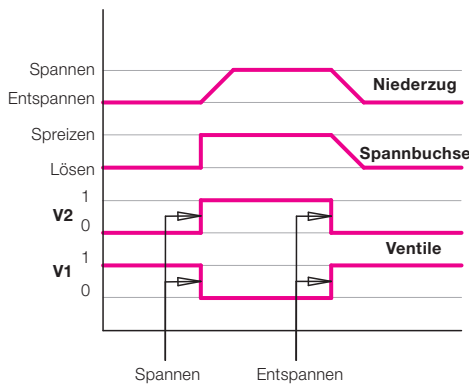 Spannen
Niederzug
Entspannen
Spreizen
Spannbuchse
Lösen
1
V2
0
Ventile
1
V1
0
Spannen Entspannen